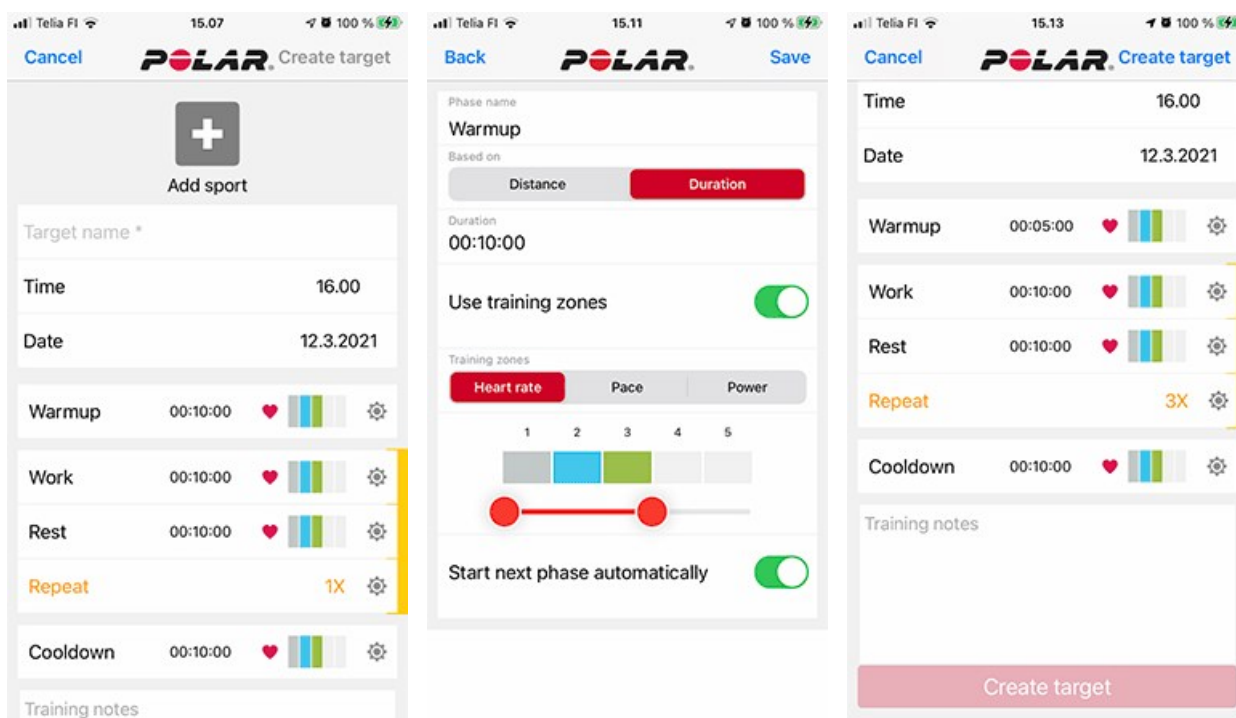 Telia FI 15.07 100 %
Cancel POLAR. Create target
Add sport
Target name *
Time 16.00
Date 12.3.2021
Warmup 00:10:00
Work 00:10:00
Rest 00:10:00
Repeat 1X
Cooldown 00:10:00
Training notes
Telia FI 15.11 100 %
Back POLAR. Save
Phase name
Warmup
Based on
Distance Duration
Duration
00:10:00
Use training zones
Training zones
Heart rate Pace Power
1 2 3 4 5
Start next phase automatically
Telia FI 15.13 100 %
Cancel POLAR. Create target
Time 16.00
Date 12.3.2021
Warmup 00:05:00
Work 00:10:00
Rest 00:10:00
Repeat 3X
Cooldown 00:10:00
Training notes
Create target